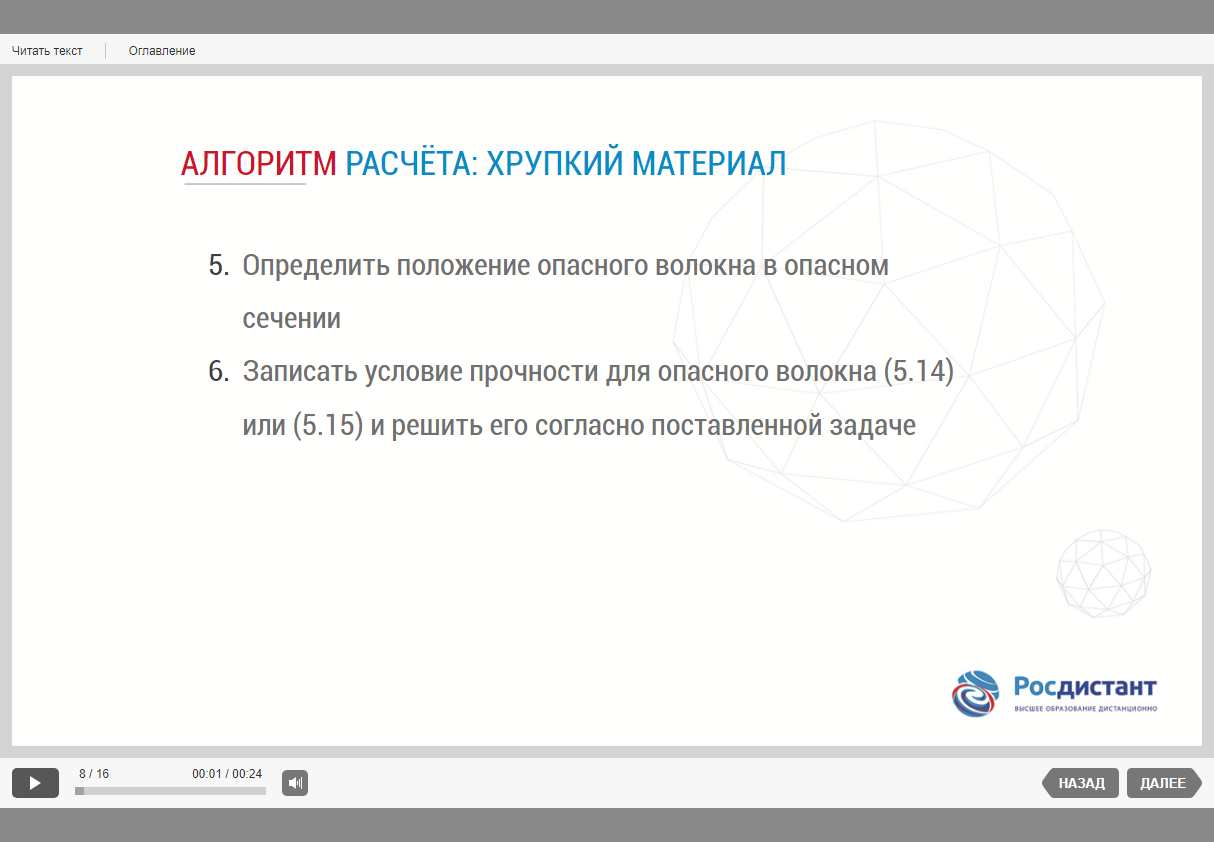 Читать текст
Оглавление
АЛГОРИТМ РАСЧЁТА: ХРУПКИЙ МАТЕРИАЛ
5. Определить положение опасного волокна в опасном
сечении
6. Записать условие прочности для опасного волокна (5.14)
или (5.15) и решить его согласно поставленной задаче
Росдистант
ВЫСШЕЕ ОБРАЗОВАНИЕ ДИСТАНЦИОННО
8 / 16
00:01 / 00:24
НАЗАД
ДАЛЕЕ